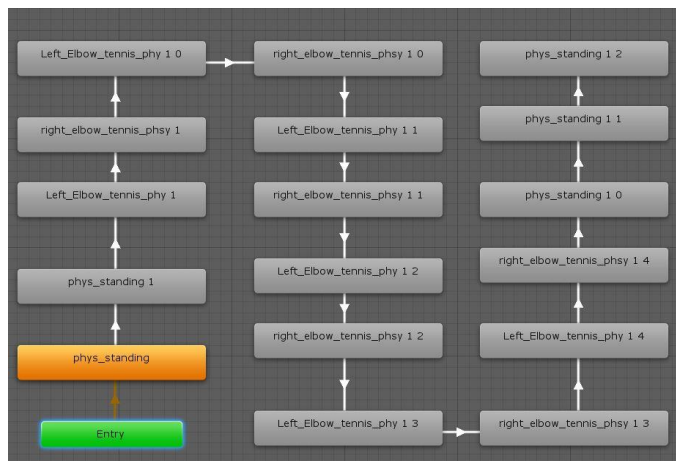 Left_Elbow_tennis_phy 1 0
right_elbow_tennis_phsy 1 0
phys_standing 1 2
right_elbow_tennis_phsy 1
Left_Elbow_tennis_phy 1 1
phys_standing 1 1
Left_Elbow_tennis_phy 1
right_elbow_tennis_phsy 1 1
phys_standing 1 0
phys_standing 1
Left_Elbow_tennis_phy 1 2
right_elbow_tennis_phsy 1 4
phys_standing
right_elbow_tennis_phsy 1 2
Left_Elbow_tennis_phy 1 4
Entry
Left_Elbow_tennis_phy 1 3
right_elbow_tennis_phsy 1 3